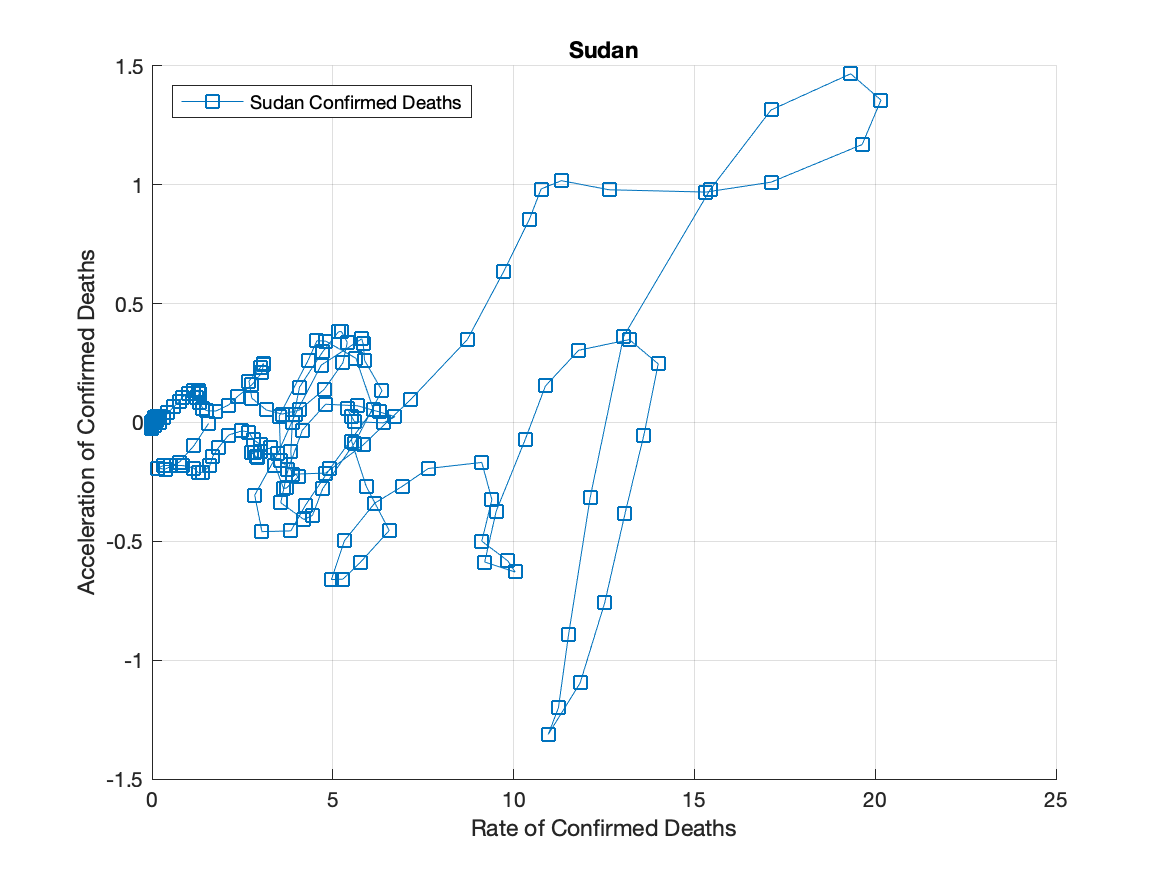 Sudan
Sudan Confirmed Deaths
1.5
1
0.5
0
-0.5
-1
-1.5
Acceleration of Confirmed Deaths
0 5 10 15 20 25
Rate of Confirmed Deaths